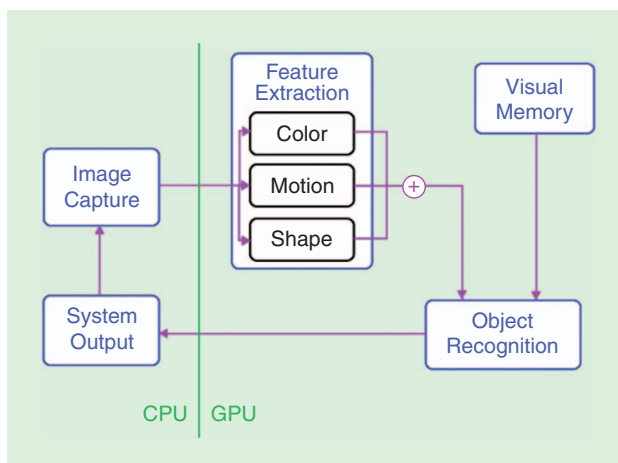 Feature
Extraction
Color
Motion
Shape
Visual
Memory
Image
Capture
+
System
Output
Object
Recognition
CPU
GPU